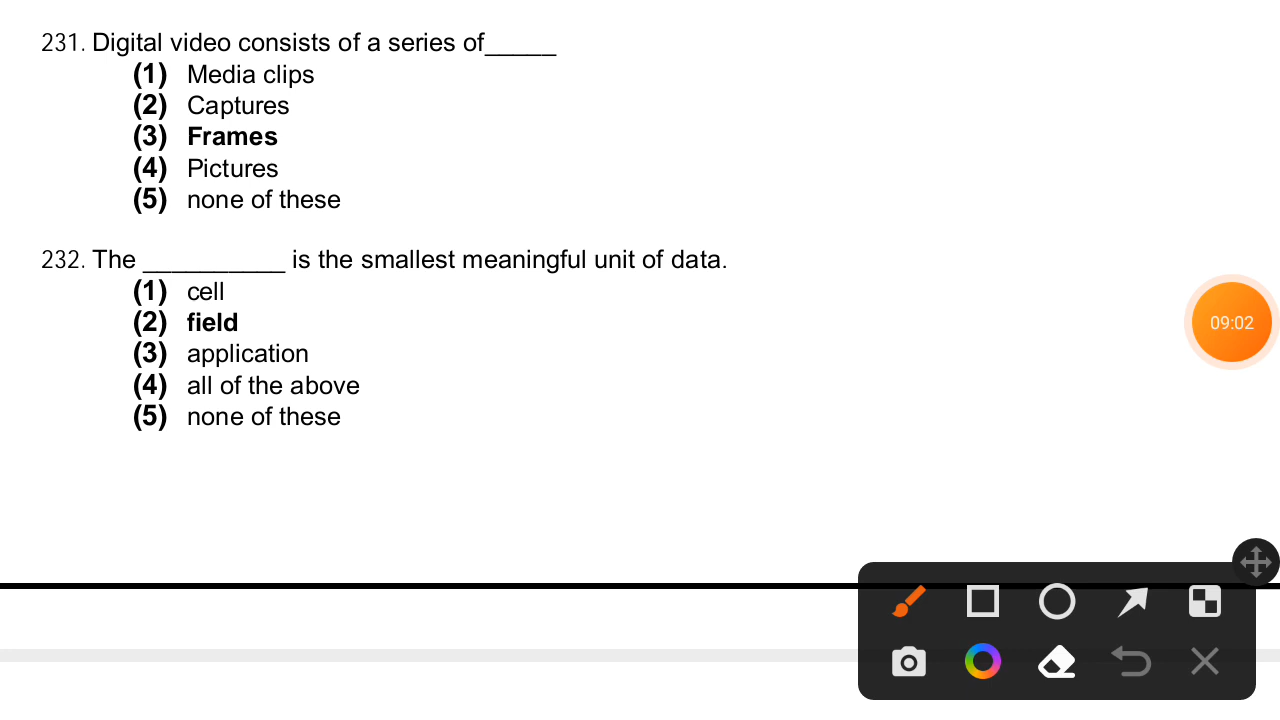 231. Digital video consists of a series of_____
(1) Media clips
(2) Captures
(3) Frames
(4) Pictures
(5) none of these
232. The __________ is the smallest meaningful unit of data.
(1) cell
(2) field
(3) application
(4) all of the above
(5) none of these
09:02